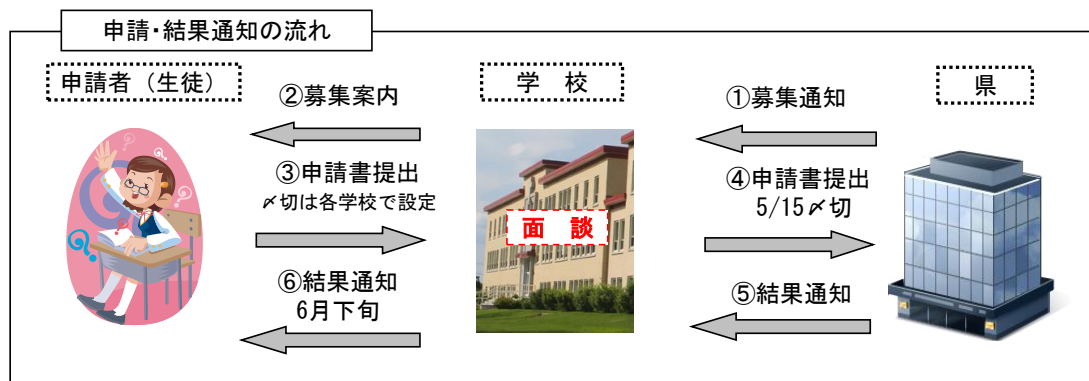 申請・結果通知の流れ
申請者（生徒）
学　校
県
②募集案内
①募集通知
③申請書提出
〆切は各学校で設定
④申請書提出
5/15〆切
面　談
⑥結果通知
6月下旬
⑤結果通知